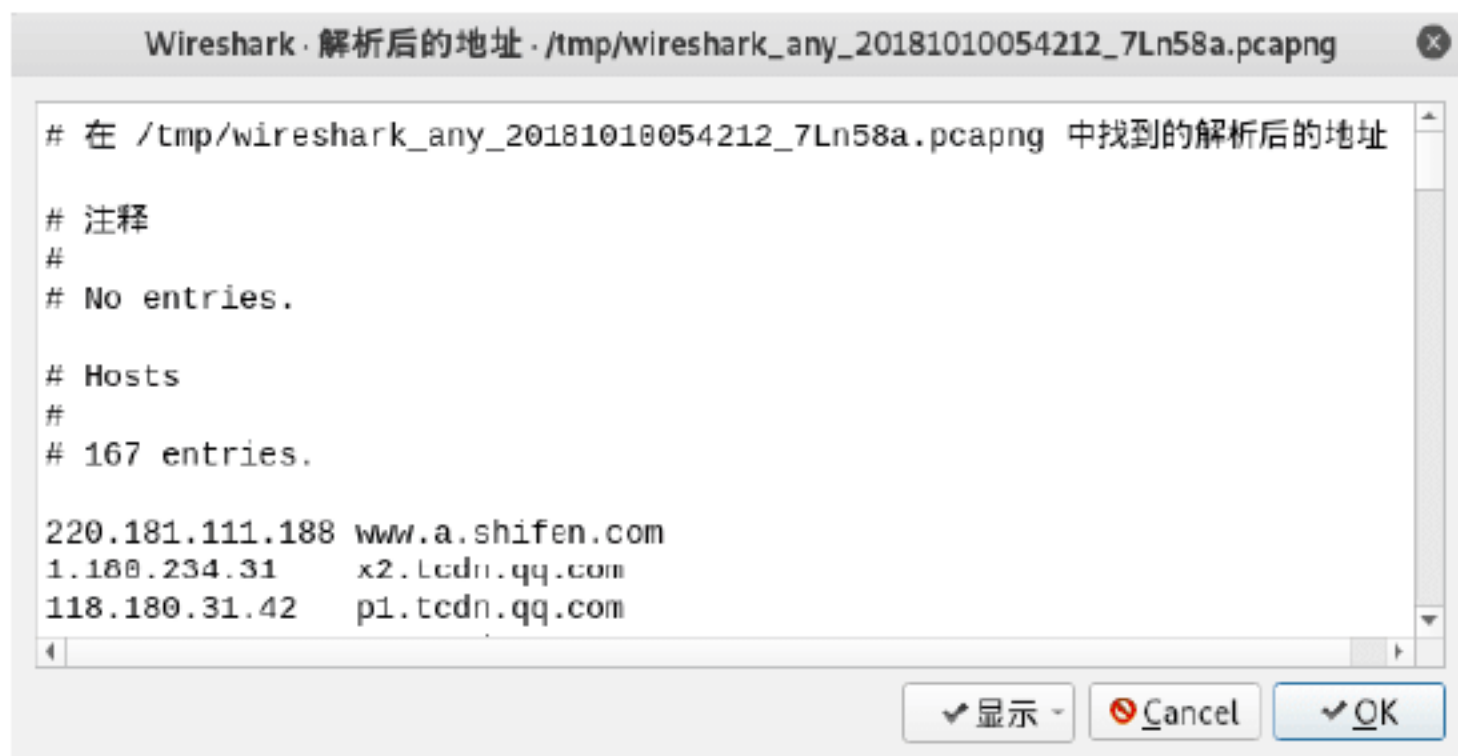 Wireshark · 解析后的地址 · /tmp/wireshark_any_20181010054212_7Ln58a.pcapng
# 在 /tmp/wireshark_any_20181010054212_7Ln58a.pcapng 中找到的解析后的地址
# 注释
#
# No entries.
# Hosts
#
# 167 entries.
220.181.111.188 www.a.shifen.com
1.180.234.31 x2.tcdn.qq.com
118.180.31.42 p1.tcdn.qq.com
显示 Cancel OK